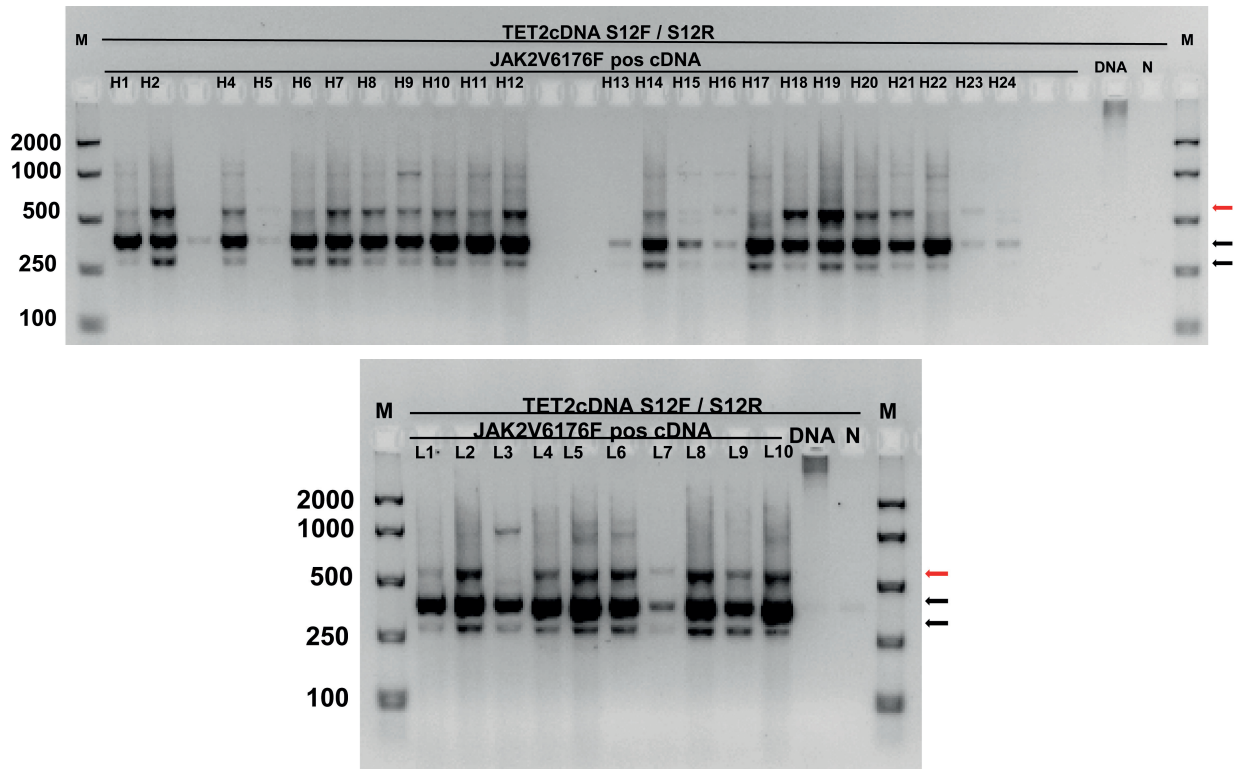 TET2cDNA S12F / S12R
M M
JAK2V6176F pos cDNA
DNA N
H1 H2 H4 H5 H6 H7 H8 H9 H10 H11 H12 H13 H14 H15 H16 H17 H18 H19 H20 H21 H22 H23 H24
2000
1000
500
250
100
TET2cDNA S12F / S12R
M M
JAK2V6176F pos cDNA
DNA N
L1 L2 L3 L4 L5 L6 L7 L8 L9 L10
2000
1000
500
250
100